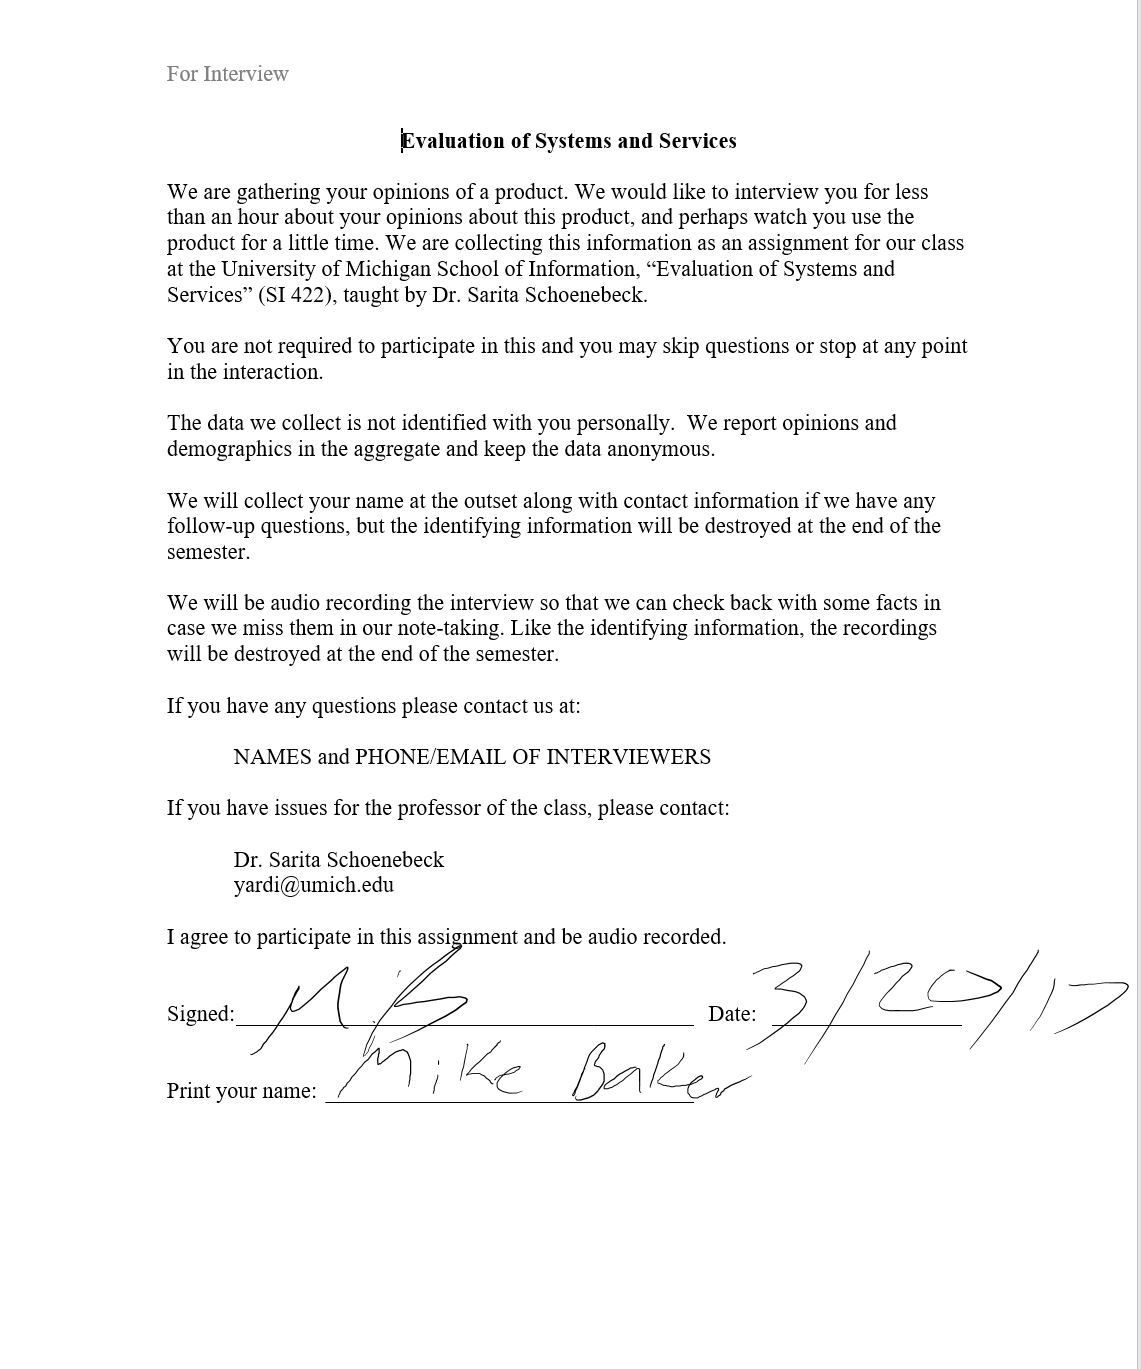 For Interview
Evaluation of Systems and Services
We are gathering your opinions of a product. We would like to interview you for less
than an hour about your opinions about this product, and perhaps watch you use the
product for a little time. We are collecting this information as an assignment for our class
at the University of Michigan School of Information, “Evaluation of Systems and
Services” (SI 422), taught by Dr. Sarita Schoenebeck.
You are not required to participate in this and you may skip questions or stop at any point
in the interaction.
The data we collect is not identified with you personally.  We report opinions and
demographics in the aggregate and keep the data anonymous.
We will collect your name at the outset along with contact information if we have any
follow-up questions, but the identifying information will be destroyed at the end of the
semester.
We will be audio recording the interview so that we can check back with some facts in
case we miss them in our note-taking. Like the identifying information, the recordings
will be destroyed at the end of the semester.
If you have any questions please contact us at:
NAMES and PHONE/EMAIL OF INTERVIEWERS
If you have issues for the professor of the class, please contact:
Dr. Sarita Schoenebeck
yardi@umich.edu
I agree to participate in this assignment and be audio recorded.
Signed: MB Date: 3/20/17
Print your name: Mike Baker